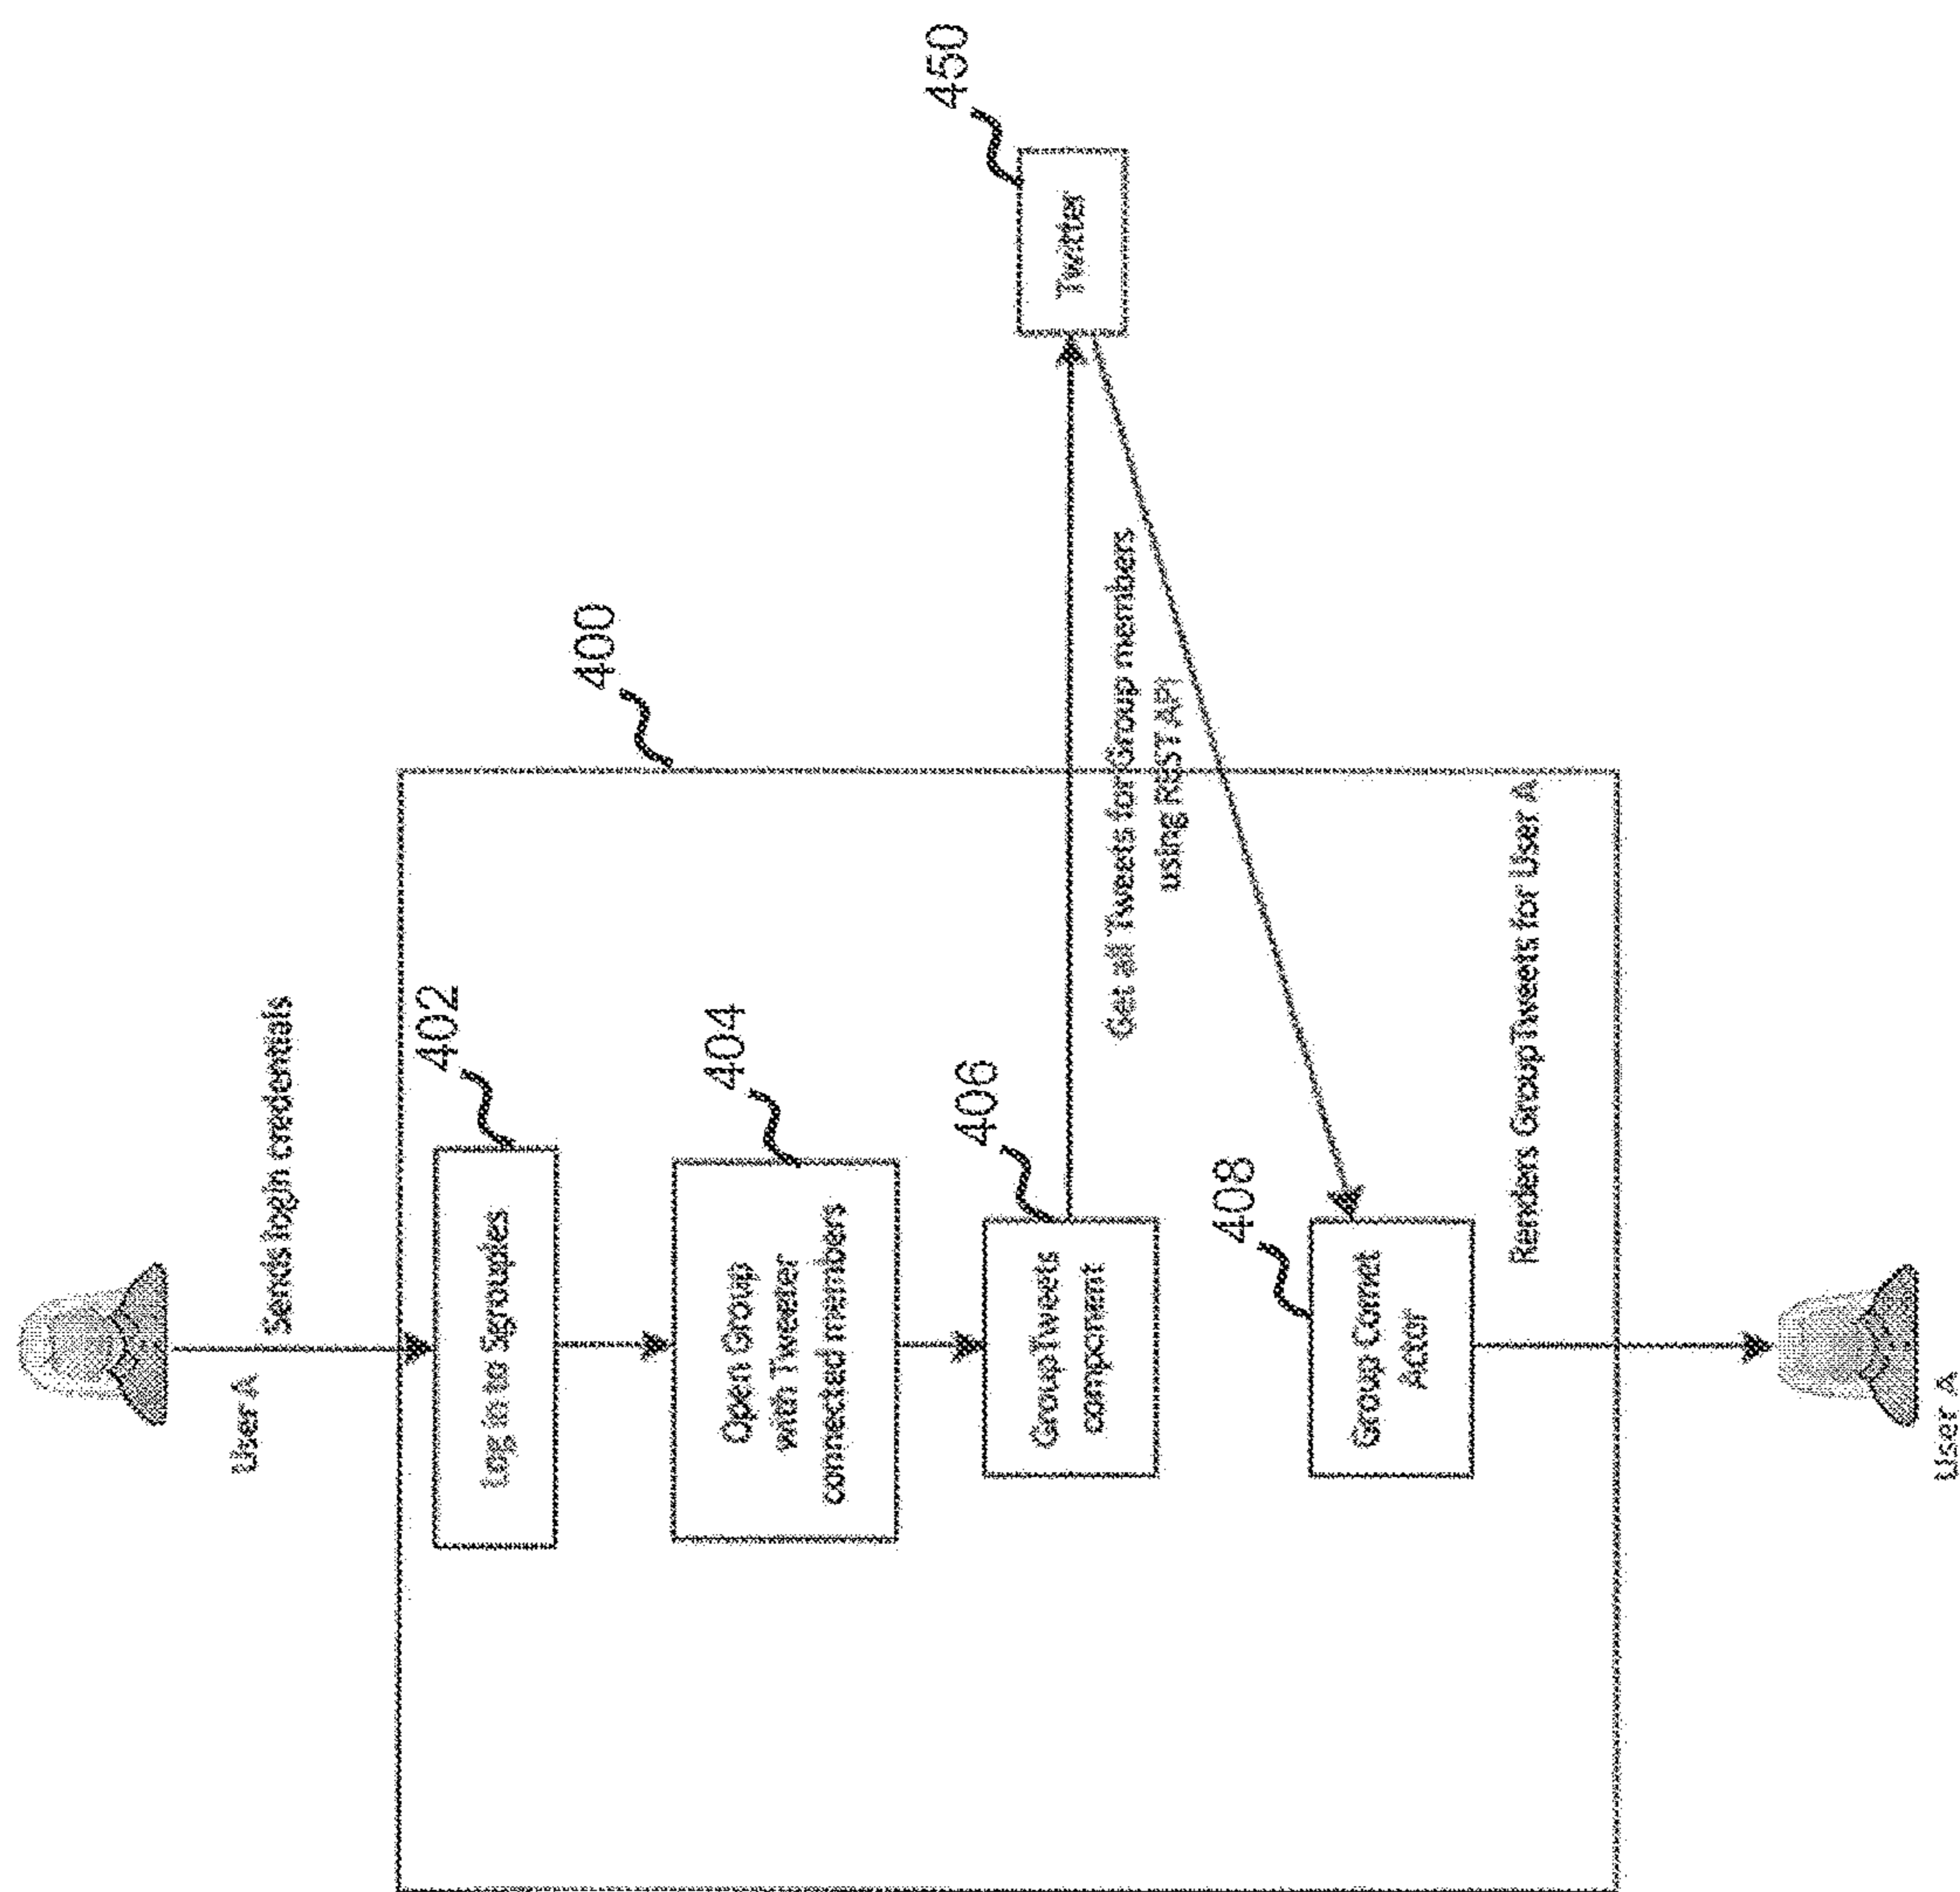 User A
Sends login credentials
400
402
Log in to Sgrouples
404
Open Group
with Tweeter
connected members
406
GroupTweets
component
Get all Tweets for Group members
using REST API
450
Twitter
408
Group Comet
Actor
Renders GroupTweets for User A
User A